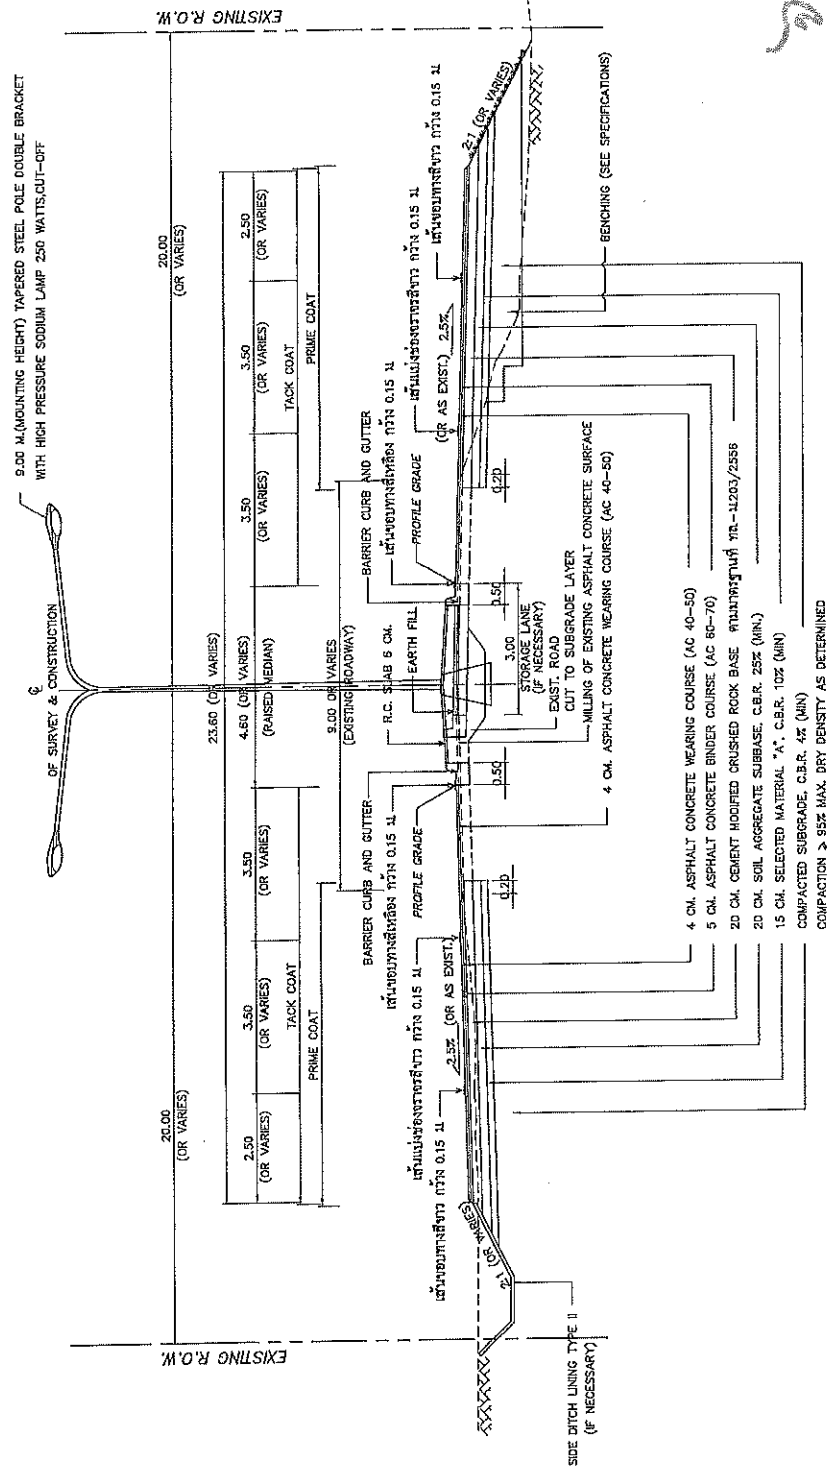 9.00 M.(MOUNTING HEIGHT) TAPERED STEEL POLE DOUBLE BRACKET
WITH HIGH PRESSURE SODIUM LAMP 250 WATTS,CUT-OFF
℄
OF SURVEY & CONSTRUCTION
EXISTING R.O.W.
EXISTING R.O.W.
20.00
(OR VARIES)
20.00
(OR VARIES)
23.60 (OR VARIES)
2.50
(OR VARIES)
3.50
(OR VARIES)
3.50
(OR VARIES)
4.60 (OR VARIES)
(RAISED MEDIAN)
3.50
(OR VARIES)
3.50
(OR VARIES)
2.50
(OR VARIES)
TACK COAT
TACK COAT
PRIME COAT
PRIME COAT
9.00 OR VARIES
(EXISTING ROADWAY)
BARRIER CURB AND GUTTER
เส้นขอบทางสีเหลือง กว้าง 0.15 ม
PROFILE GRADE
R.C. SLAB 6 CM.
EARTH FILL
BARRIER CURB AND GUTTER
เส้นขอบทางสีเหลือง กว้าง 0.15 ม
PROFILE GRADE
เส้นแบ่งช่องจราจรสีขาว กว้าง 0.15 ม
เส้นขอบทางสีขาว กว้าง 0.15 ม
เส้นแบ่งช่องจราจรสีขาว กว้าง 0.15 ม
เส้นขอบทางสีขาว กว้าง 0.15 ม
2.5% (OR AS EXIST.)
(OR AS EXIST.) 2.5%
2:1 (OR VARIES)
2:1 (OR VARIES)
0.20
0.50
0.50
0.20
3.00
STORAGE LANE
(IF NECESSARY)
EXIST. ROAD
CUT TO SUBGRADE LAYER
MILLING OF EXISTING ASPHALT CONCRETE SURFACE
4 CM. ASPHALT CONCRETE WEARING COURSE (AC 40-50)
BENCHING (SEE SPECIFICATIONS)
SIDE DITCH LINING TYPE II
(IF NECESSARY)
4 CM. ASPHALT CONCRETE WEARING COURSE (AC 40-50)
5 CM. ASPHALT CONCRETE BINDER COURSE (AC 60-70)
20 CM. CEMENT MODIFIED CRUSHED ROCK BASE ตามมาตรฐานที่ ทล.-ม.203/2556
20 CM. SOIL AGGREGATE SUBBASE, C.B.R. 25% (MIN.)
15 CM. SELECTED MATERIAL "A", C.B.R. 10% (MIN)
COMPACTED SUBGRADE, C.B.R. 4% (MIN)
COMPACTION > 95% MAX. DRY DENSITY AS DETERMINED